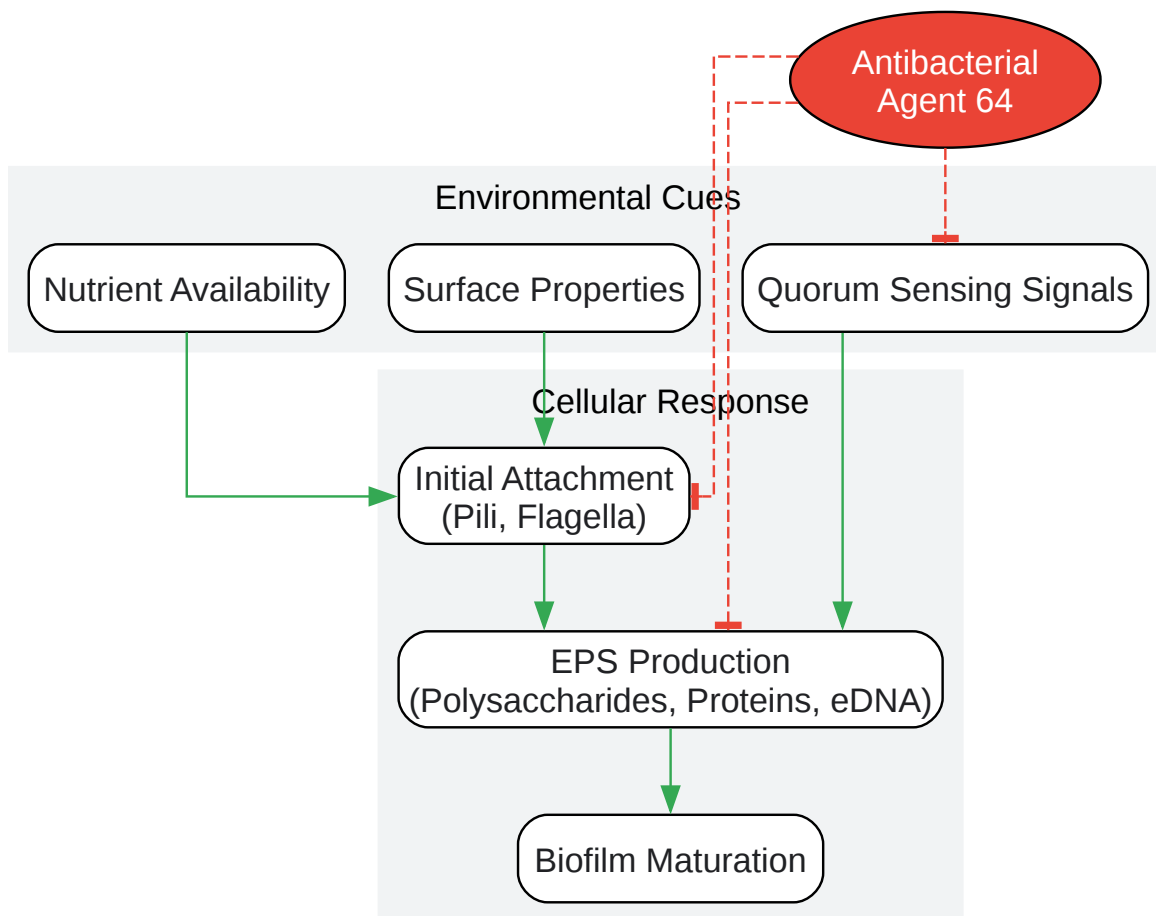 Antibacterial
Agent 64
Environmental Cues
Nutrient Availability
Surface Properties
Quorum Sensing Signals
Cellular Response
Initial Attachment
(Pili, Flagella)
EPS Production
(Polysaccharides, Proteins, eDNA)
Biofilm Maturation